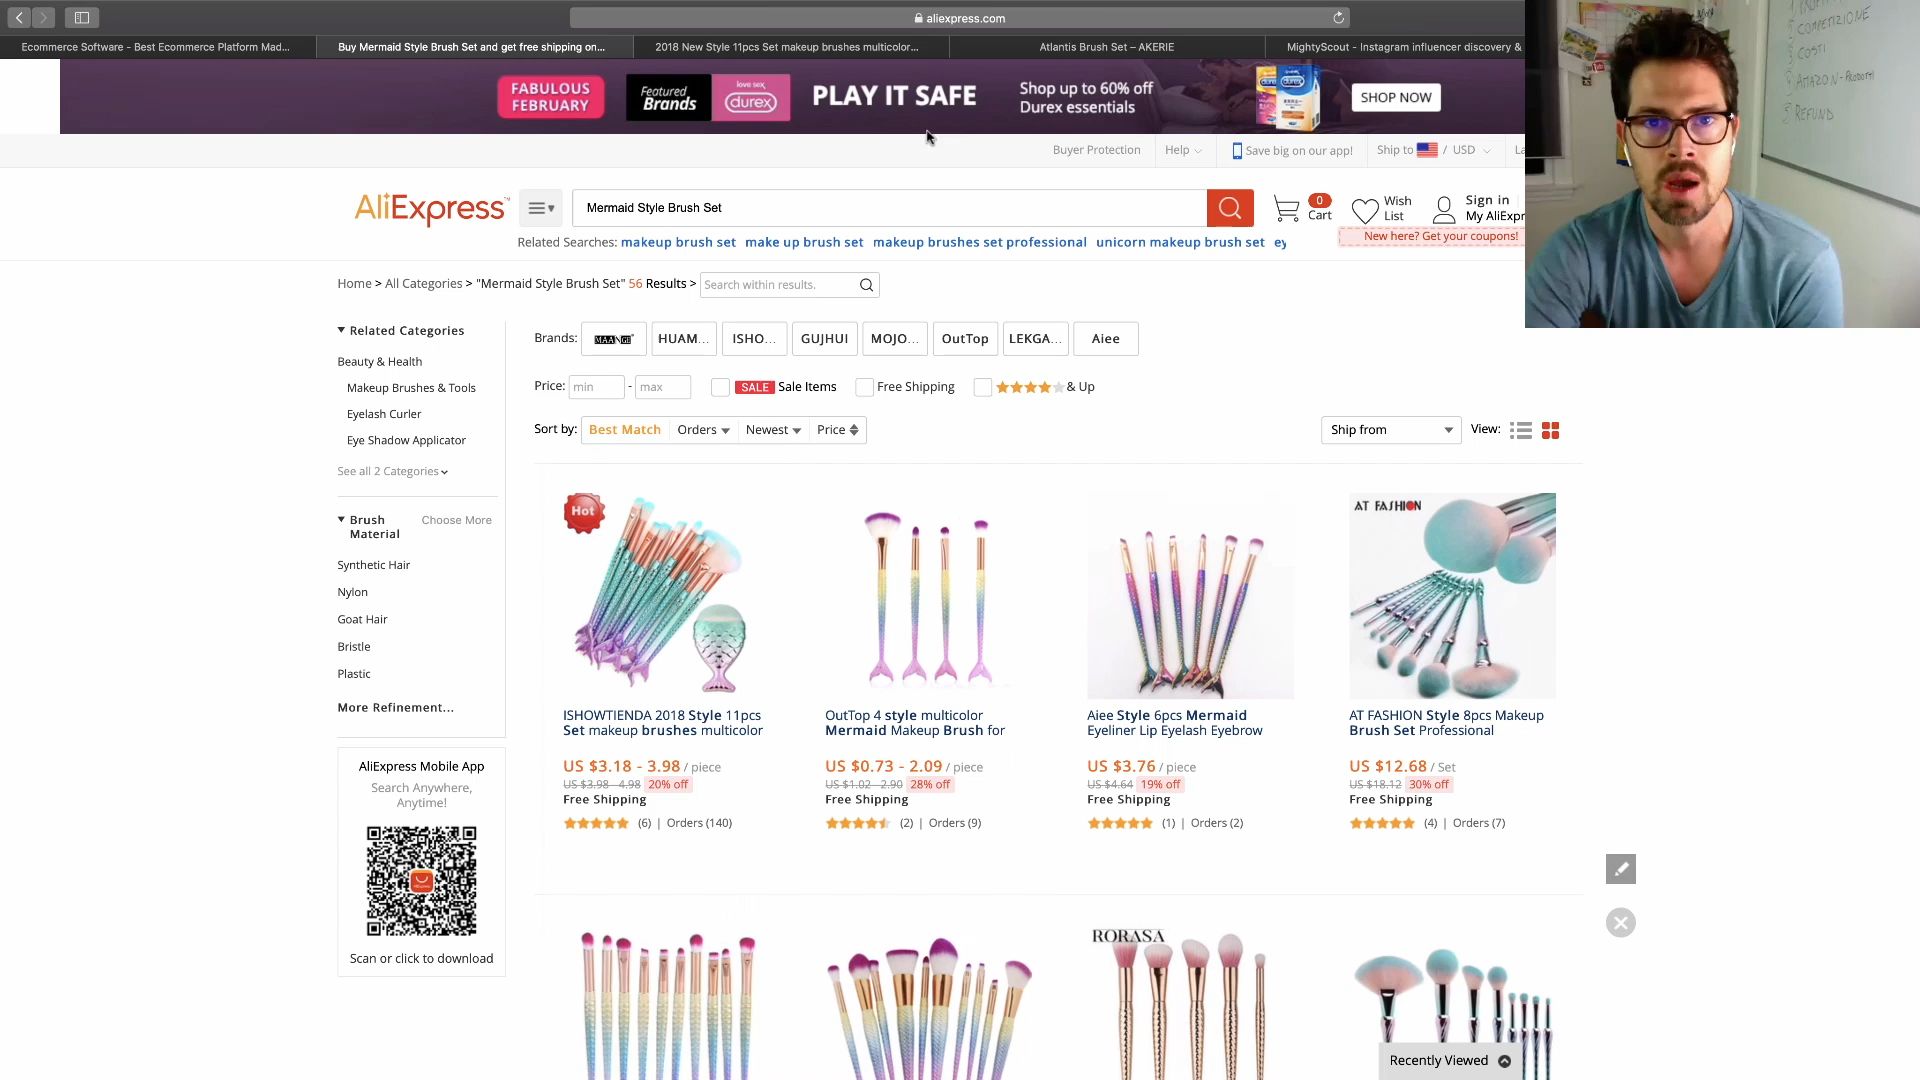 aliexpress.com
Ecommerce Software - Best Ecommerce Platform Mad...
Buy Mermaid Style Brush Set and get free shipping on...
2018 New Style 11pcs Set makeup brushes multicolor...
Atlantis Brush Set – AKERIE
MightyScout - Instagram influencer discovery &
COMPETIZIONE
COSTI
AMAZON - PRODOTTI
REFUND
FABULOUS
FEBRUARY
Featured
Brands
love sex
durex
PLAY IT SAFE
Shop up to 60% off
Durex essentials
SHOP NOW
Buyer Protection
Help
Save big on our app!
Ship to / USD
AliExpress™
Mermaid Style Brush Set
0
Cart
Wish
List
Sign in
My AliExpr
New here? Get your coupons!
Related Searches: makeup brush set make up brush set makeup brushes set professional unicorn makeup brush set ey
Home > All Categories > "Mermaid Style Brush Set" 56 Results > Search within results.
Related Categories
Beauty & Health
Makeup Brushes & Tools
Eyelash Curler
Eye Shadow Applicator
See all 2 Categories
Brush
Material
Choose More
Synthetic Hair
Nylon
Goat Hair
Bristle
Plastic
More Refinement...
AliExpress Mobile App
Search Anywhere,
Anytime!
Scan or click to download
Brands: MAANGE HUAM... ISHO... GUJHUI MOJO... OutTop LEKGA... Aiee
Price: min - max SALE Sale Items Free Shipping & Up
Sort by: Best Match Orders Newest Price
Ship from
View:
Hot
ISHOWTIENDA 2018 Style 11pcs
Set makeup brushes multicolor
US $3.18 - 3.98 / piece
US $3.98 - 4.98 20% off
Free Shipping
(6) | Orders (140)
OutTop 4 style multicolor
Mermaid Makeup Brush for
US $0.73 - 2.09 / piece
US $1.02 - 2.90 28% off
Free Shipping
(2) | Orders (9)
Aiee Style 6pcs Mermaid
Eyeliner Lip Eyelash Eyebrow
US $3.76 / piece
US $4.64 19% off
Free Shipping
(1) | Orders (2)
AT FASHION
AT FASHION Style 8pcs Makeup
Brush Set Professional
US $12.68 / Set
US $18.12 30% off
Free Shipping
(4) | Orders (7)
RORASA
Recently Viewed